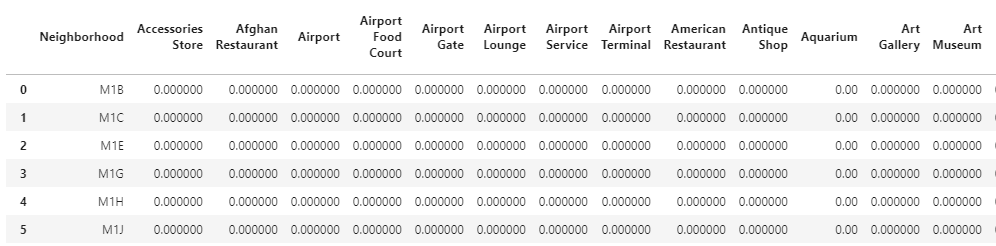 Neighborhood Accessories Store Afghan Restaurant Airport Airport Food Court Airport Gate Airport Lounge Airport Service Airport Terminal American Restaurant Antique Shop Aquarium Art Gallery Art Museum
0 M1B 0.000000 0.000000 0.000000 0.000000 0.000000 0.000000 0.000000 0.000000 0.000000 0.000000 0.00 0.000000 0.000000
1 M1C 0.000000 0.000000 0.000000 0.000000 0.000000 0.000000 0.000000 0.000000 0.000000 0.000000 0.00 0.000000 0.000000
2 M1E 0.000000 0.000000 0.000000 0.000000 0.000000 0.000000 0.000000 0.000000 0.000000 0.000000 0.00 0.000000 0.000000
3 M1G 0.000000 0.000000 0.000000 0.000000 0.000000 0.000000 0.000000 0.000000 0.000000 0.000000 0.00 0.000000 0.000000
4 M1H 0.000000 0.000000 0.000000 0.000000 0.000000 0.000000 0.000000 0.000000 0.000000 0.000000 0.00 0.000000 0.000000
5 M1J 0.000000 0.000000 0.000000 0.000000 0.000000 0.000000 0.000000 0.000000 0.000000 0.000000 0.00 0.000000 0.000000